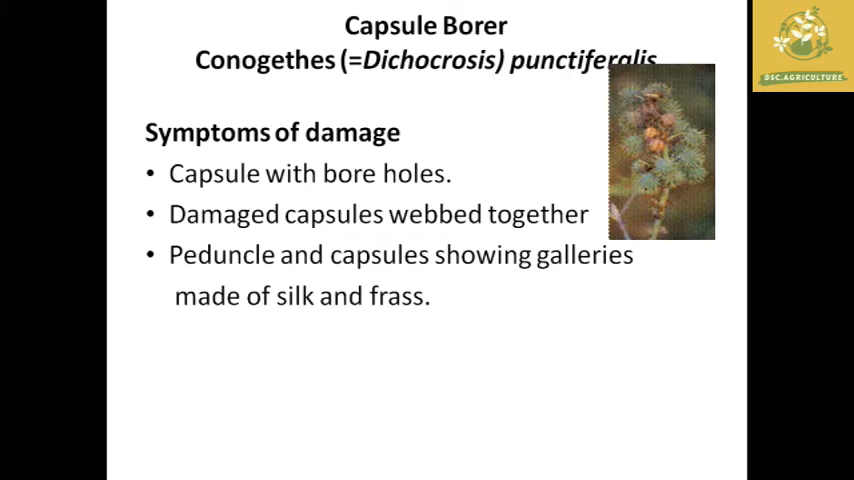 Capsule Borer
Conogethes (=Dichocrosis) punctiferalis
BSC.AGRICULTURE
Symptoms of damage
• Capsule with bore holes.
• Damaged capsules webbed together
• Peduncle and capsules showing galleries
made of silk and frass.